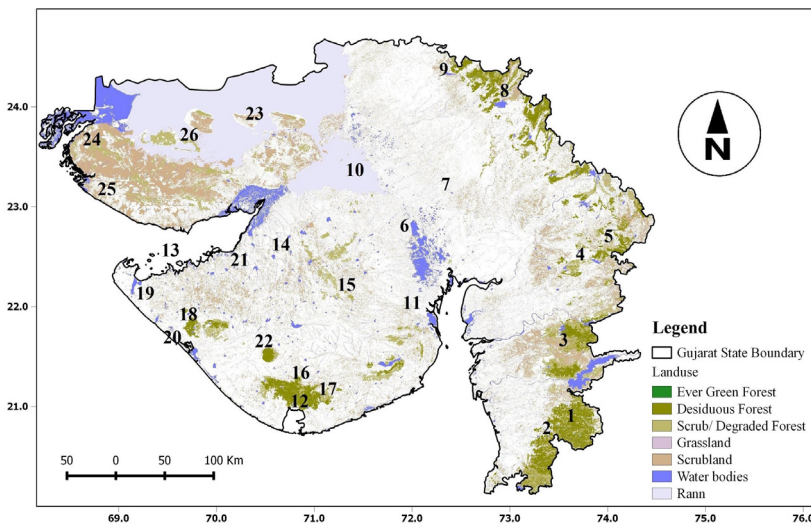 24.0
23.0
22.0
21.0
9
8
23
24
26
10
7
25
6
5
13
14
4
21
15
19
11
18
20
22
3
16
17
12
1
2
N
Legend
Gujarat State Boundary
Landuse
Ever Green Forest
Desiduous Forest
Scrub/ Degraded Forest
Grassland
Scrubland
Water bodies
Rann
50 0 50 100 Km
69.0 70.0 71.0 72.0 73.0 74.0 75.0 76.0